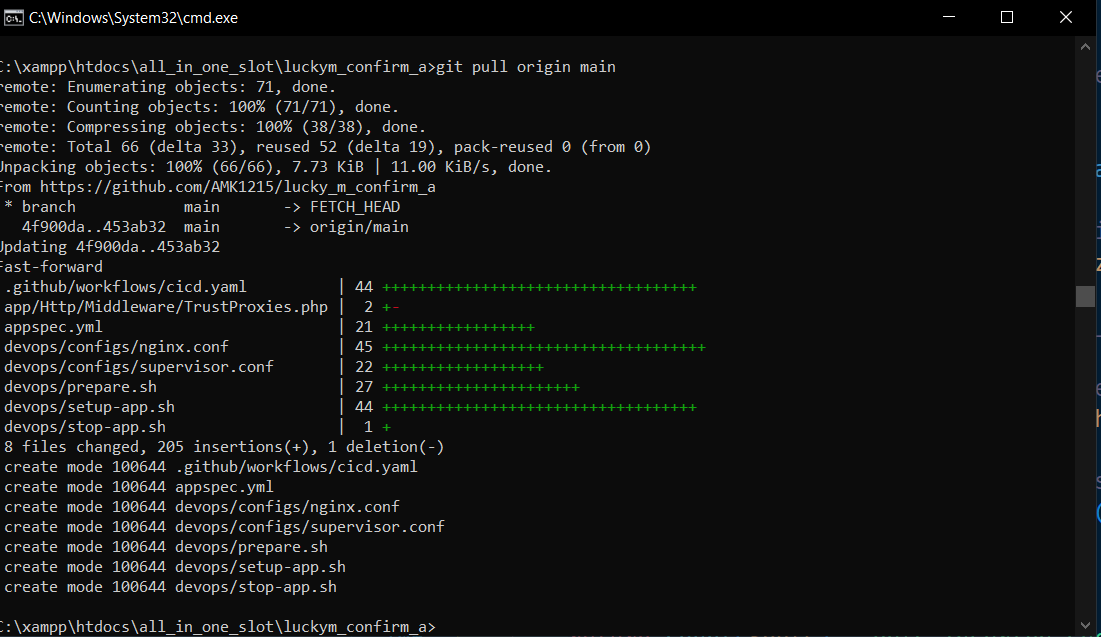 C:\Windows\System32\cmd.exe
C:\xampp\htdocs\all_in_one_slot\luckym_confirm_a>git pull origin main
remote: Enumerating objects: 71, done.
remote: Counting objects: 100% (71/71), done.
remote: Compressing objects: 100% (38/38), done.
remote: Total 66 (delta 33), reused 52 (delta 19), pack-reused 0 (from 0)
Unpacking objects: 100% (66/66), 7.73 KiB | 11.00 KiB/s, done.
From https://github.com/AMK1215/lucky_m_confirm_a
 * branch            main       -> FETCH_HEAD
   4f900da..453ab32  main       -> origin/main
Updating 4f900da..453ab32
Fast-forward
 .github/workflows/cicd.yaml          | 44 +++++++++++++++++++++++++++++++++++
 app/Http/Middleware/TrustProxies.php |  2 +-
 appspec.yml                          | 21 +++++++++++++++++
 devops/configs/nginx.conf            | 45 ++++++++++++++++++++++++++++++++++++
 devops/configs/supervisor.conf       | 22 ++++++++++++++++++
 devops/prepare.sh                    | 27 ++++++++++++++++++++++
 devops/setup-app.sh                  | 44 +++++++++++++++++++++++++++++++++++
 devops/stop-app.sh                   |  1 +
 8 files changed, 205 insertions(+), 1 deletion(-)
 create mode 100644 .github/workflows/cicd.yaml
 create mode 100644 appspec.yml
 create mode 100644 devops/configs/nginx.conf
 create mode 100644 devops/configs/supervisor.conf
 create mode 100644 devops/prepare.sh
 create mode 100644 devops/setup-app.sh
 create mode 100644 devops/stop-app.sh
C:\xampp\htdocs\all_in_one_slot\luckym_confirm_a>